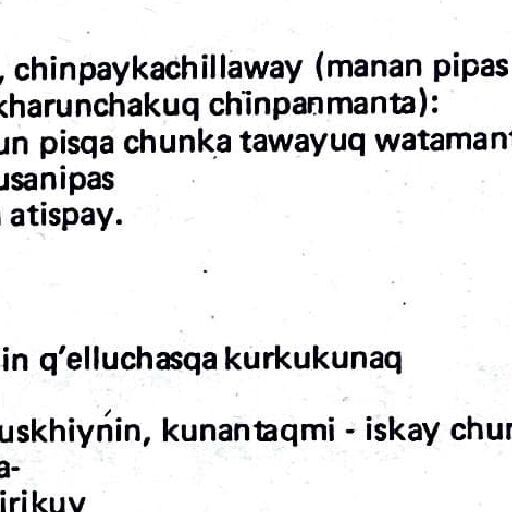 , chinpaykachillaway (manan pipas
kharunchakuq chinpanmanta):
un pisqa chunka tawayuq watamant
usanipas
atispay.
in q'elluchasqa kurkukunaq
uskhiynin, kunantaqmi - iskay chun
a-
irikuy